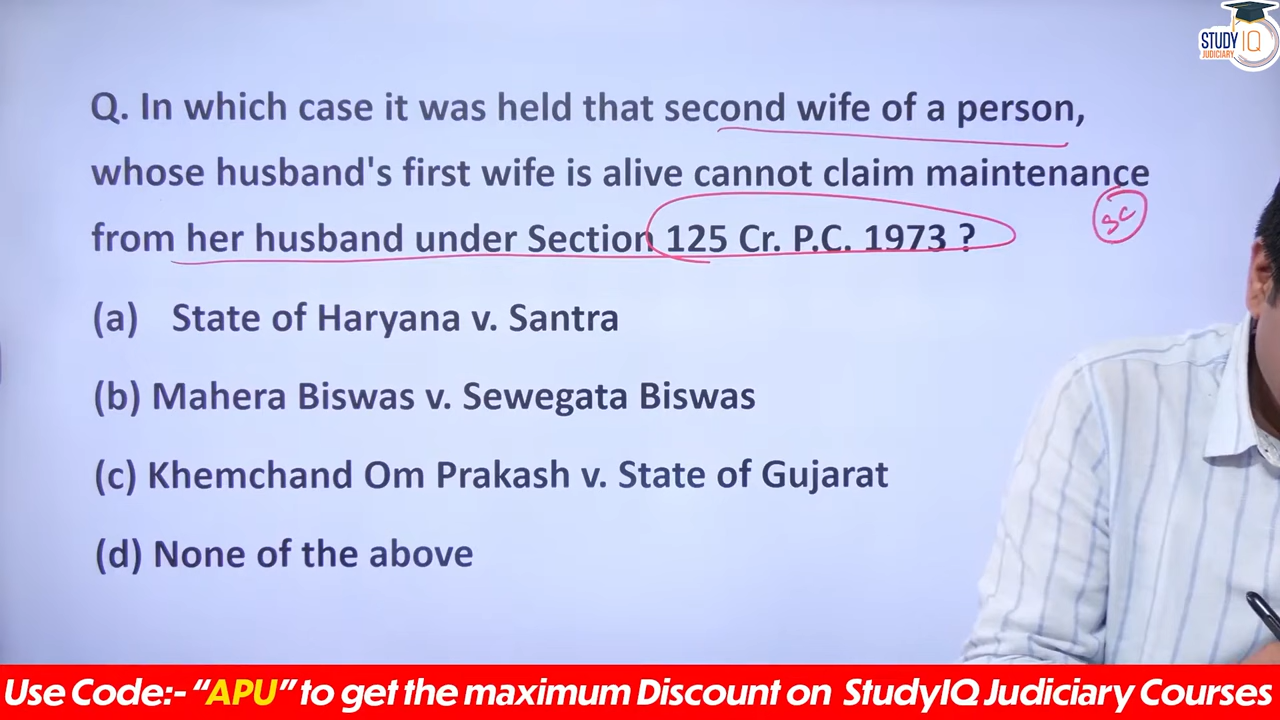 STUDY IQ
JUDICIARY
Q. In which case it was held that second wife of a person,
whose husband's first wife is alive cannot claim maintenance
from her husband under Section 125 Cr. P.C. 1973 ?
SC
(a) State of Haryana v. Santra
(b) Mahera Biswas v. Sewegata Biswas
(c) Khemchand Om Prakash v. State of Gujarat
(d) None of the above
Use Code:- “APU” to get the maximum Discount on StudyIQ Judiciary Courses